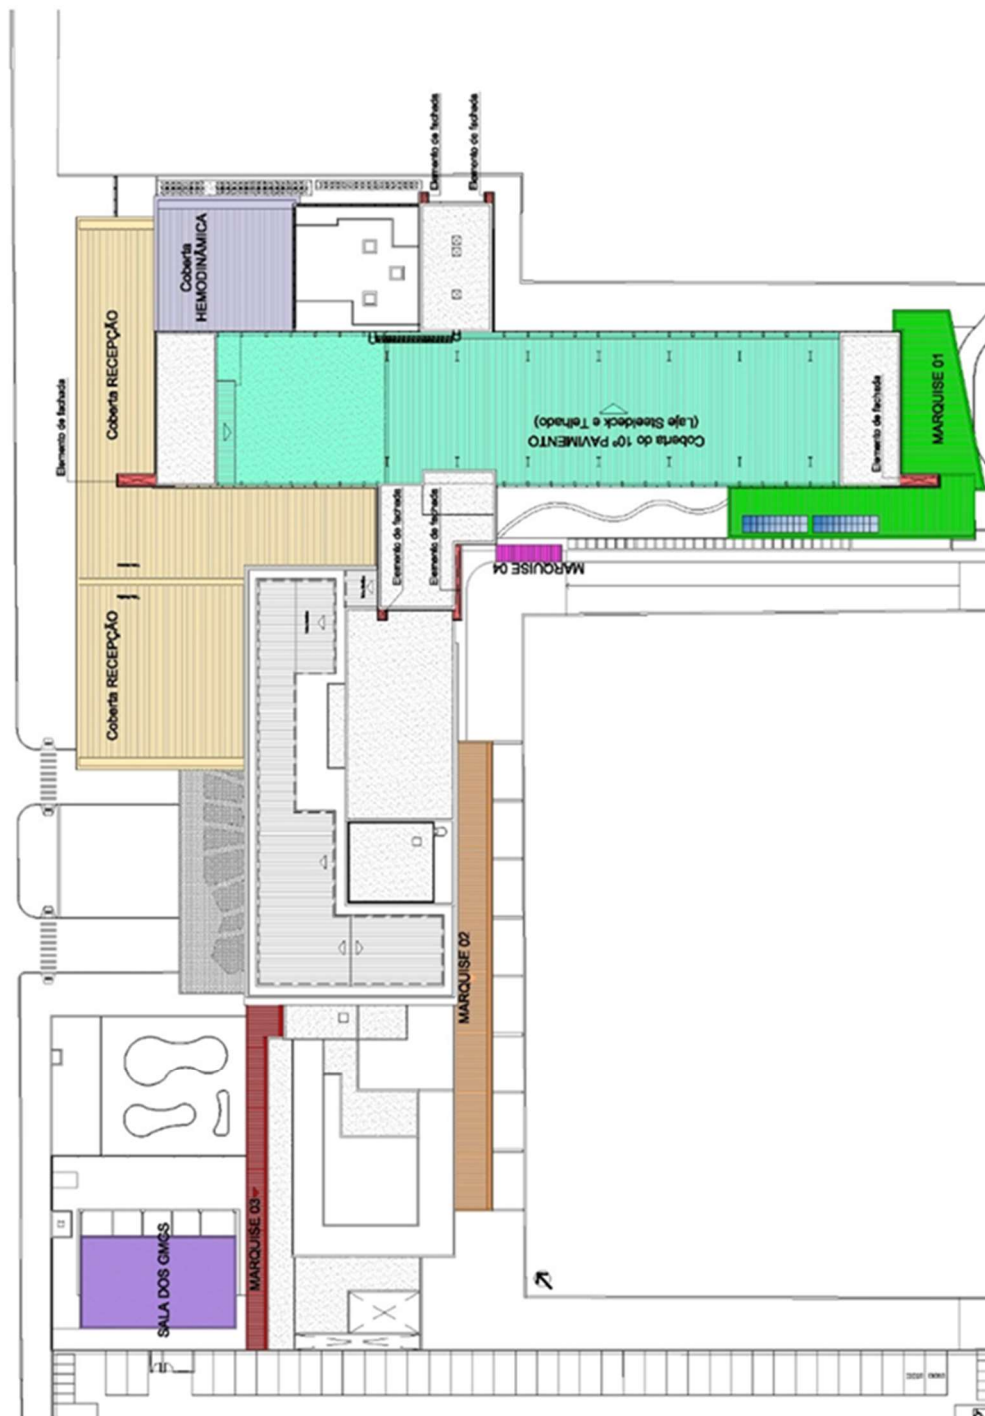 Elemento de fachada
Elemento de fachada
Coberta
HEMODINÂMICA
Coberta RECEPÇÃO
Elemento de fachada
MARQUISE 01
Coberta do 10º PAVIMENTO
(Laje Steeldeck e Telhado)
Elemento de fachada
Elemento de fachada
Elemento de fachada
MARQUISE 04
Coberta RECEPÇÃO
MARQUISE 02
MARQUISE 03
SALA DOS GMGS